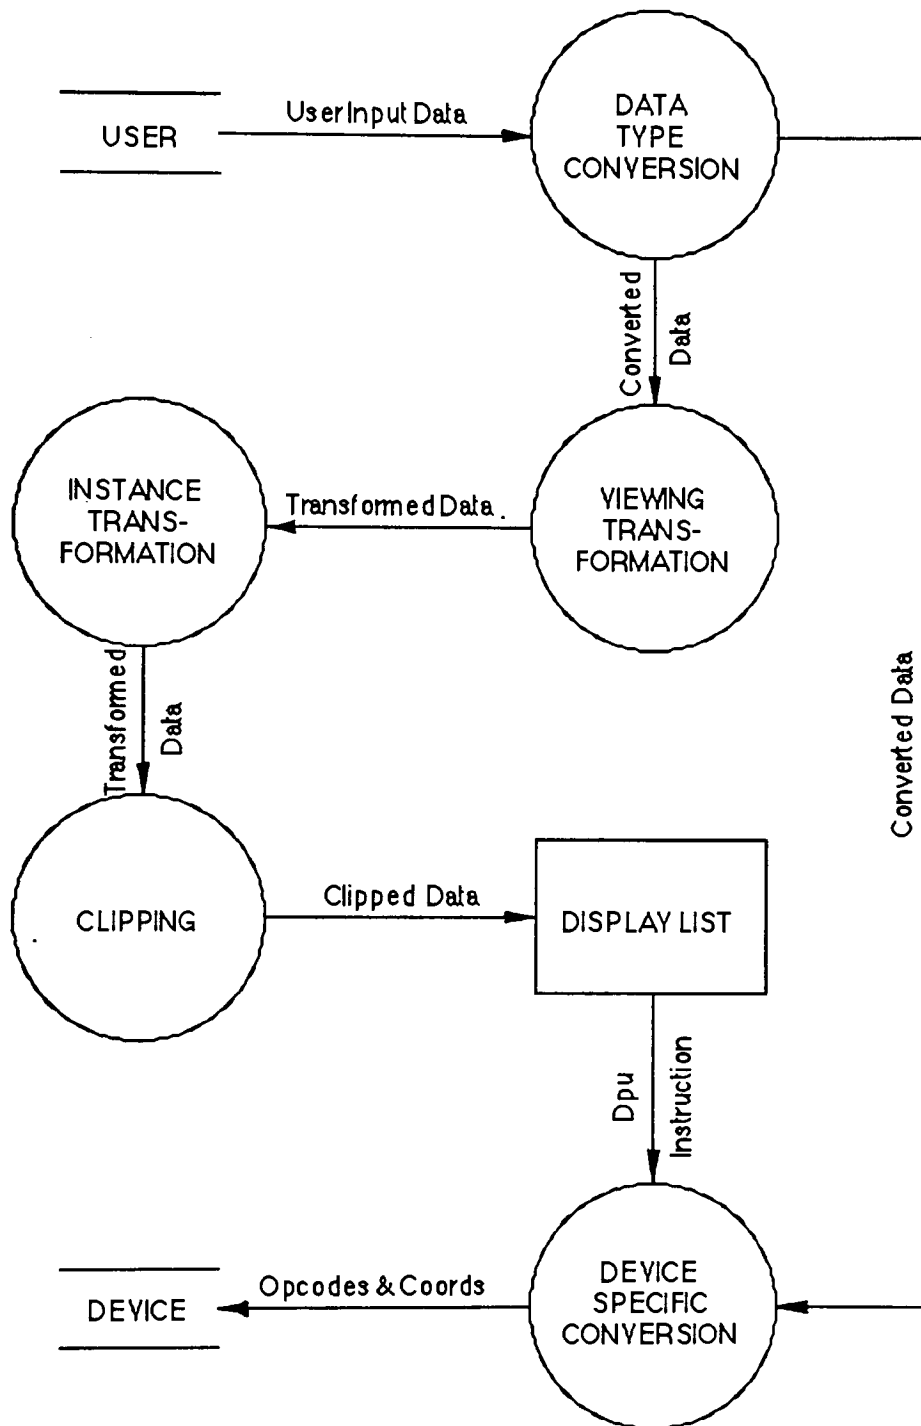 USER
User Input Data
DATA
TYPE
CONVERSION
Converted
Data
INSTANCE
TRANS-
FORMATION
Transformed Data
VIEWING
TRANS-
FORMATION
Transformed
Data
Converted Data
CLIPPING
Clipped Data
DISPLAY LIST
Dpu
Instruction
DEVICE
Opcodes & Coords
DEVICE
SPECIFIC
CONVERSION